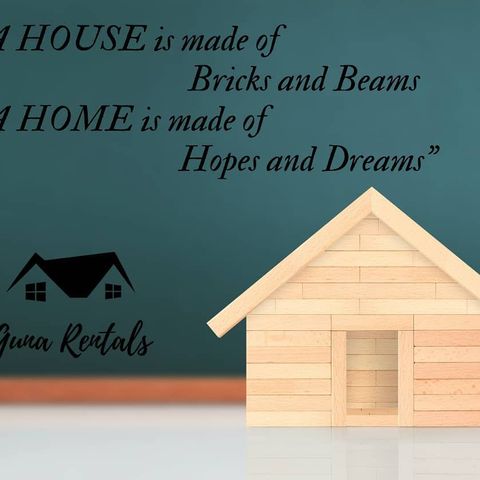 A HOUSE is made of
Bricks and Beams
A HOME is made of
Hopes and Dreams”
Guna Rentals